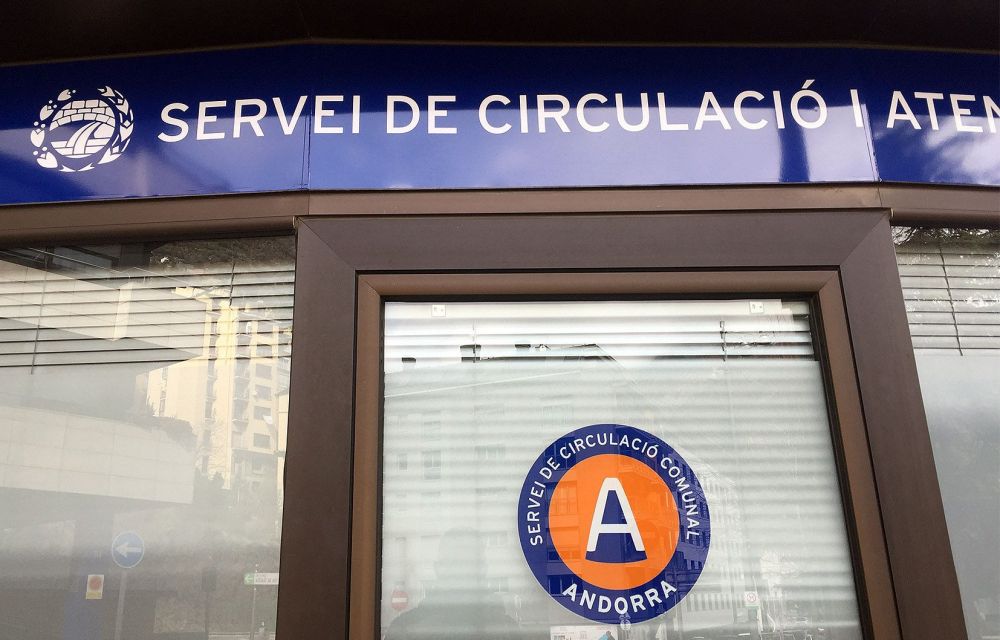 SERVEI DE CIRCULACIÓ I ATEN
SERVEI DE CIRCULACIÓ COMUNAL
A
ANDORRA